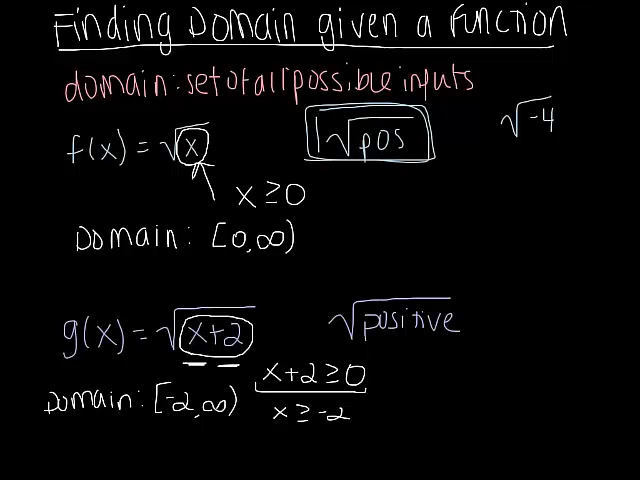 Finding Domain given a function
domain: set of all possible inputs
f(x) = √x √pos √-4
x ≥ 0
Domain: [0,∞)
g(x) = √x+2 √positive
x+2 ≥ 0
Domain: [-2,∞) x ≥ -2